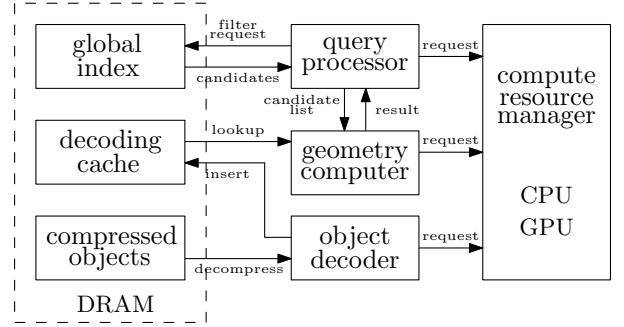 global
index
filter
request
candidates
query
processor
request
candidate
list
result
compute
resource
manager
CPU
GPU
decoding
cache
lookup
insert
geometry
computer
request
compressed
objects
decompress
object
decoder
request
DRAM